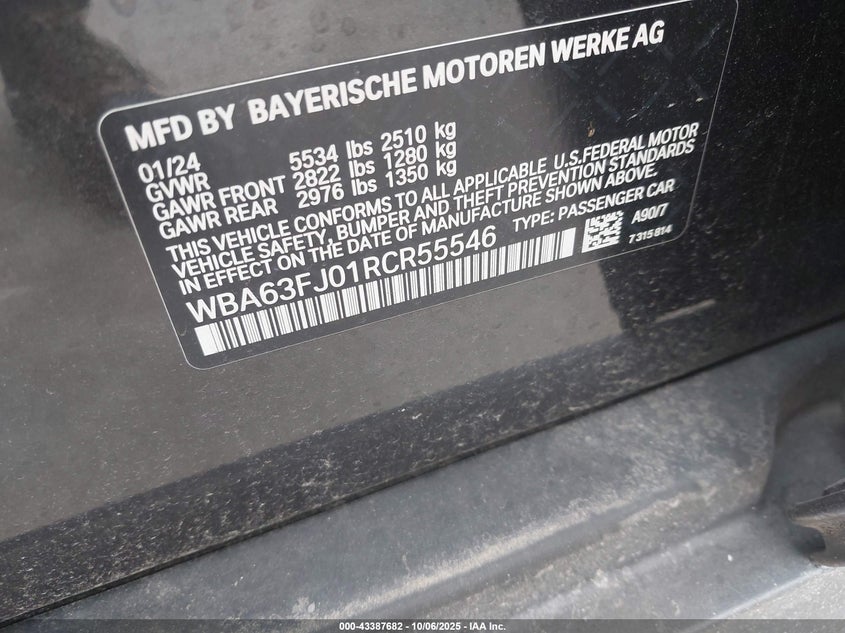 MFD BY BAYERISCHE MOTOREN WERKE AG
01/24
GVWR 5534 lbs 2510 kg
GAWR FRONT 2822 lbs 1280 kg
GAWR REAR 2976 lbs 1350 kg
THIS VEHICLE CONFORMS TO ALL APPLICABLE U.S.FEDERAL MOTOR
VEHICLE SAFETY, BUMPER AND THEFT PREVENTION STANDARDS
IN EFFECT ON THE DATE OF MANUFACTURE SHOWN ABOVE.
WBA63FJ01RCR55546 TYPE: PASSENGER CAR
A90/7
7 315 814
000-43387682 - 10/06/2025 - IAA Inc.